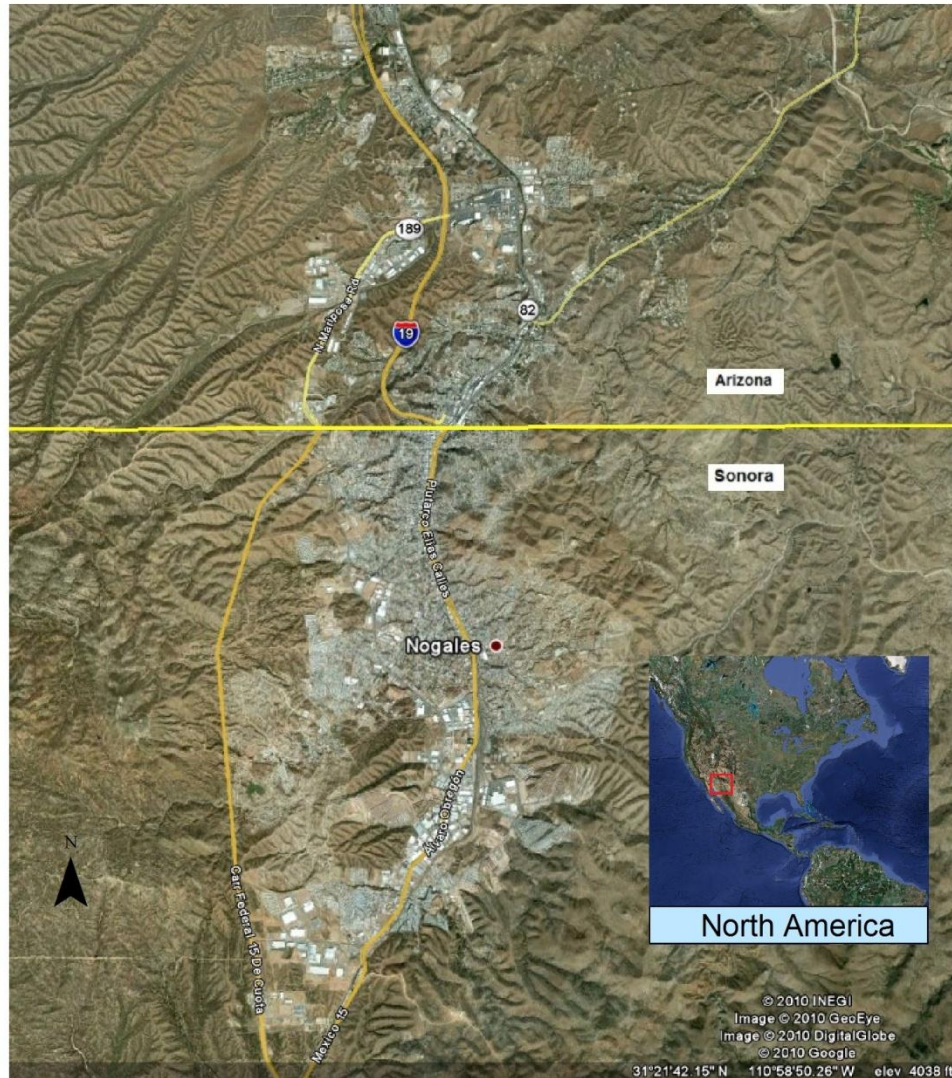 189
N Mariposa Rd
19
82
Arizona
Sonora
Plutarco Elias Calles
Nogales
Alvaro Obregón
N
Carr Federal 15 De Cuota
Mexico 15
North America
© 2010 INEGI
Image © 2010 GeoEye
Image © 2010 DigitalGlobe
© 2010 Google
31°21'42.15" N 110°58'50.26" W elev 4038 ft